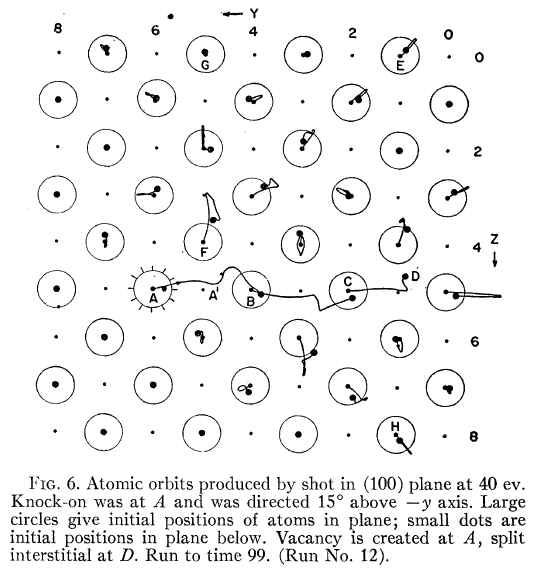 ← Y
8 6 4 2 0
G E 0
2
F 4 Z
A A' B C D
6
H 8
FIG. 6. Atomic orbits produced by shot in (100) plane at 40 ev.
Knock-on was at A and was directed 15° above −y axis. Large
circles give initial positions of atoms in plane; small dots are
initial positions in plane below. Vacancy is created at A, split
interstitial at D. Run to time 99. (Run No. 12).